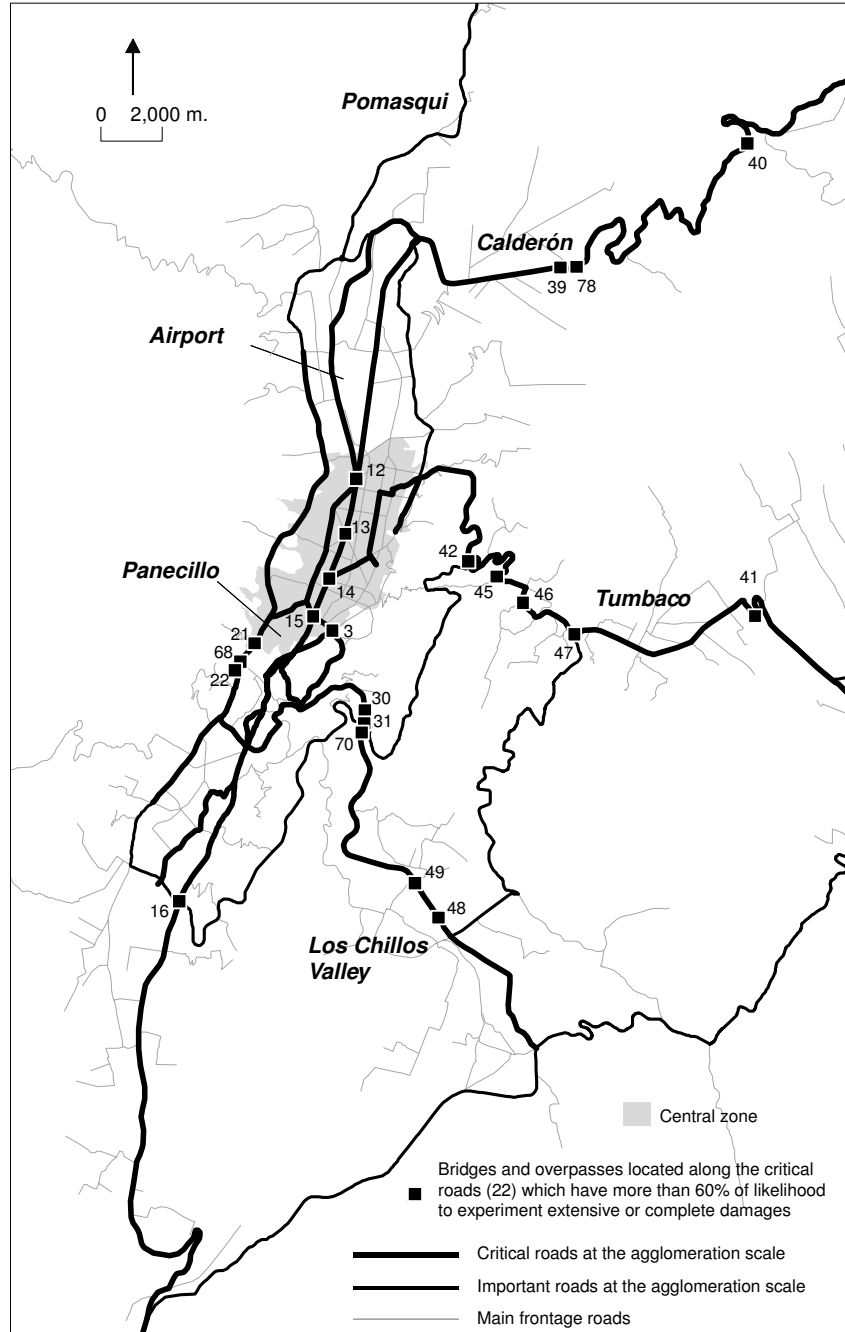 Pomasqui
0 2,000 m.
40
Calderón
39
78
Airport
12
13
42
41
Panecillo
14
45
46
Tumbaco
15
3
21
47
68
22
30
31
70
49
16
48
Los Chillos
Valley
Central zone
Bridges and overpasses located along the critical
roads (22) which have more than 60% of likelihood
to experiment extensive or complete damages
Critical roads at the agglomeration scale
Important roads at the agglomeration scale
Main frontage roads